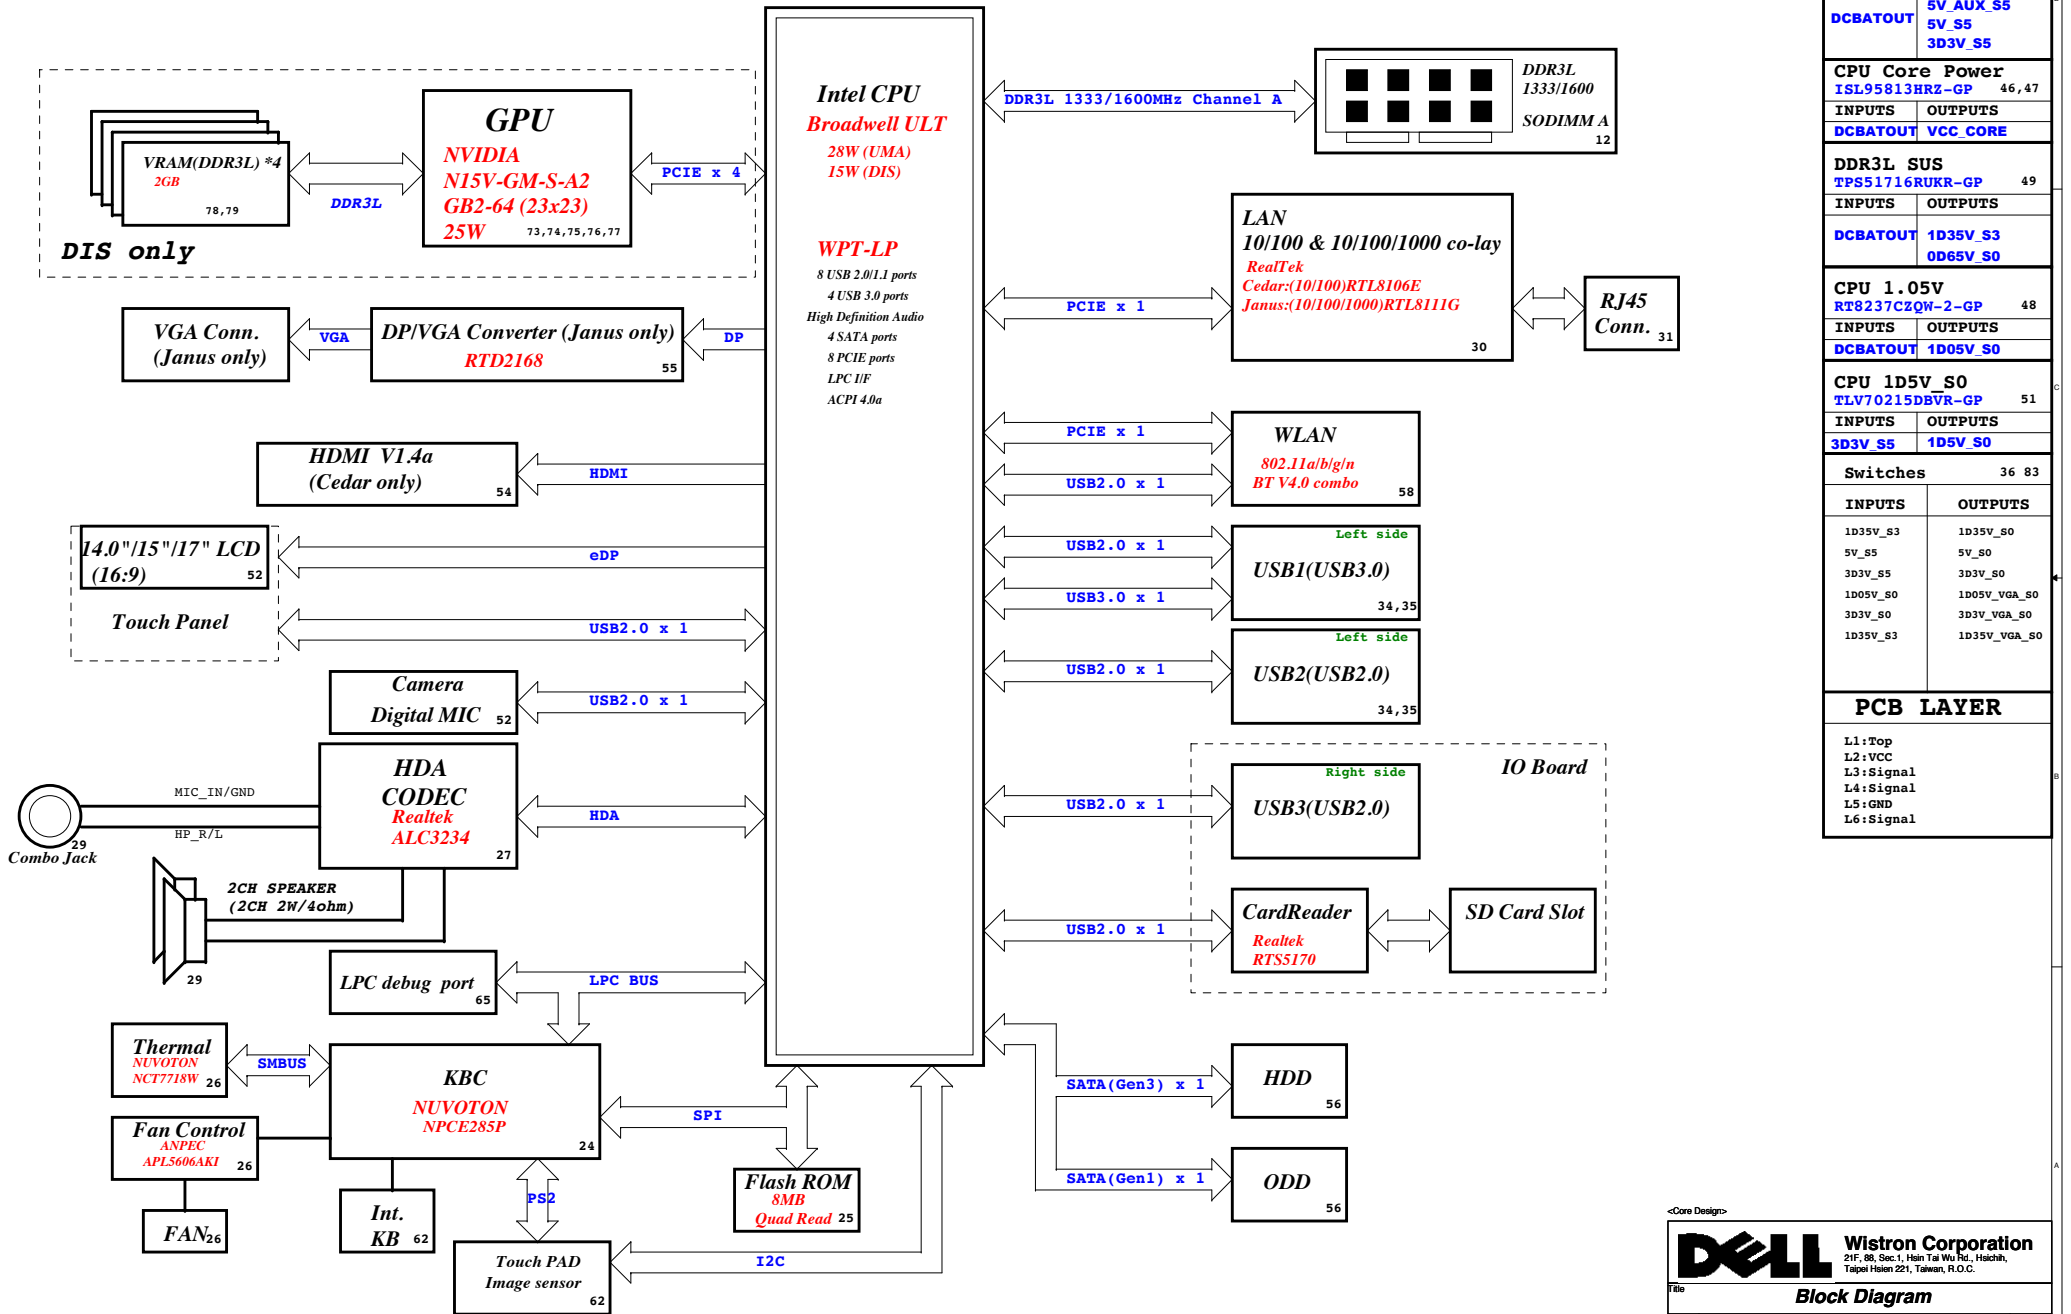 DIS only
VRAM(DDR3L) *4
2GB
78,79
DDR3L
GPU
NVIDIA
N15V-GM-S-A2
GB2-64 (23x23)
25W
73,74,75,76,77
PCIE x 4
VGA Conn.
(Janus only)
VGA
DP/VGA Converter (Janus only)
RTD2168
55
DP
HDMI V1.4a
(Cedar only)
54
HDMI
14.0"/15"/17" LCD
(16:9)
52
eDP
Touch Panel
USB2.0 x 1
Camera
Digital MIC
52
USB2.0 x 1
HDA
CODEC
Realtek
ALC3234
27
HDA
MIC_IN/GND
HP_R/L
29
Combo Jack
2CH SPEAKER
(2CH 2W/4ohm)
29
LPC debug port
65
LPC BUS
Thermal
NUVOTON
NCT7718W
26
SMBUS
KBC
NUVOTON
NPCE285P
24
SPI
Fan Control
ANPEC
APL5606AKI
26
FAN
26
Int.
KB
62
PS2
Touch PAD
Image sensor
62
I2C
Flash ROM
8MB
Quad Read
25
Intel CPU
Broadwell ULT
28W (UMA)
15W (DIS)
WPT-LP
8 USB 2.0/1.1 ports
4 USB 3.0 ports
High Definition Audio
4 SATA ports
8 PCIE ports
LPC I/F
ACPI 4.0a
DDR3L 1333/1600MHz Channel A
DDR3L
1333/1600
SODIMM A
12
PCIE x 1
LAN
10/100 & 10/100/1000 co-lay
RealTek
Cedar:(10/100)RTL8106E
Janus:(10/100/1000)RTL8111G
30
RJ45
Conn.
31
PCIE x 1
USB2.0 x 1
WLAN
802.11a/b/g/n
BT V4.0 combo
58
USB2.0 x 1
USB3.0 x 1
Left side
USB1(USB3.0)
34,35
USB2.0 x 1
Left side
USB2(USB2.0)
34,35
IO Board
USB2.0 x 1
Right side
USB3(USB2.0)
USB2.0 x 1
CardReader
Realtek
RTS5170
SD Card Slot
SATA(Gen3) x 1
HDD
56
SATA(Gen1) x 1
ODD
56
DCBATOUT
5V_AUX_S5
5V_S5
3D3V_S5
CPU Core Power
ISL95813HRZ-GP 46,47
INPUTS OUTPUTS
DCBATOUT VCC_CORE
DDR3L SUS
TPS51716RUKR-GP 49
INPUTS OUTPUTS
DCBATOUT 1D35V_S3
0D65V_S0
CPU 1.05V
RT8237CZQW-2-GP 48
INPUTS OUTPUTS
DCBATOUT 1D05V_S0
CPU 1D5V_S0
TLV70215DBVR-GP 51
INPUTS OUTPUTS
3D3V_S5 1D5V_S0
Switches 36 83
INPUTS OUTPUTS
1D35V_S3 1D35V_S0
5V_S5 5V_S0
3D3V_S5 3D3V_S0
1D05V_S0 1D05V_VGA_S0
3D3V_S0 3D3V_VGA_S0
1D35V_S3 1D35V_VGA_S0
PCB LAYER
L1:Top
L2:VCC
L3:Signal
L4:Signal
L5:GND
L6:Signal
C
B
A
<Core Design>
DELL
Wistron Corporation
21F, 88, Sec.1, Hsin Tai Wu Rd., Hsichih,
Taipei Hsien 221, Taiwan, R.O.C.
Title
Block Diagram